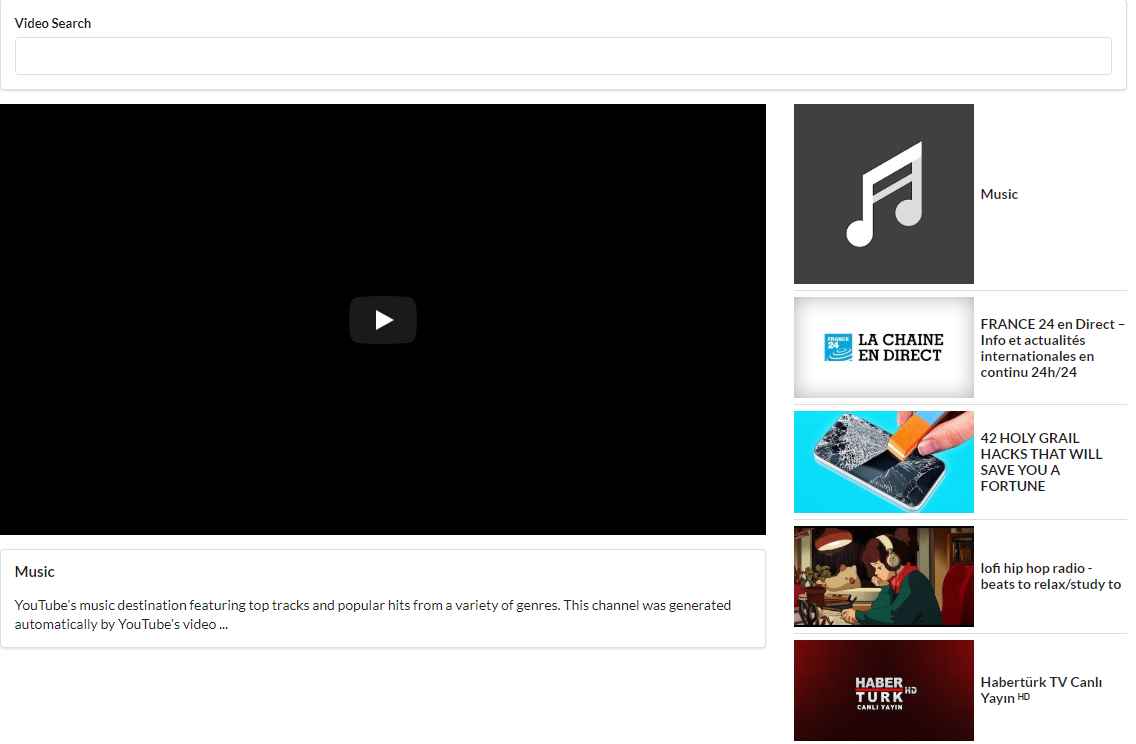 Video Search
Music
YouTube's music destination featuring top tracks and popular hits from a variety of genres. This channel was generated
automatically by YouTube's video ...
Music
FRANCE
24
LA CHAINE
EN DIRECT
FRANCE 24 en Direct –
Info et actualités
internationales en
continu 24h/24
42 HOLY GRAIL
HACKS THAT WILL
SAVE YOU A
FORTUNE
lofi hip hop radio -
beats to relax/study to
HABER
TURK HD
CANLI YAYIN
Habertürk TV Canlı
Yayın ᴴᴰ